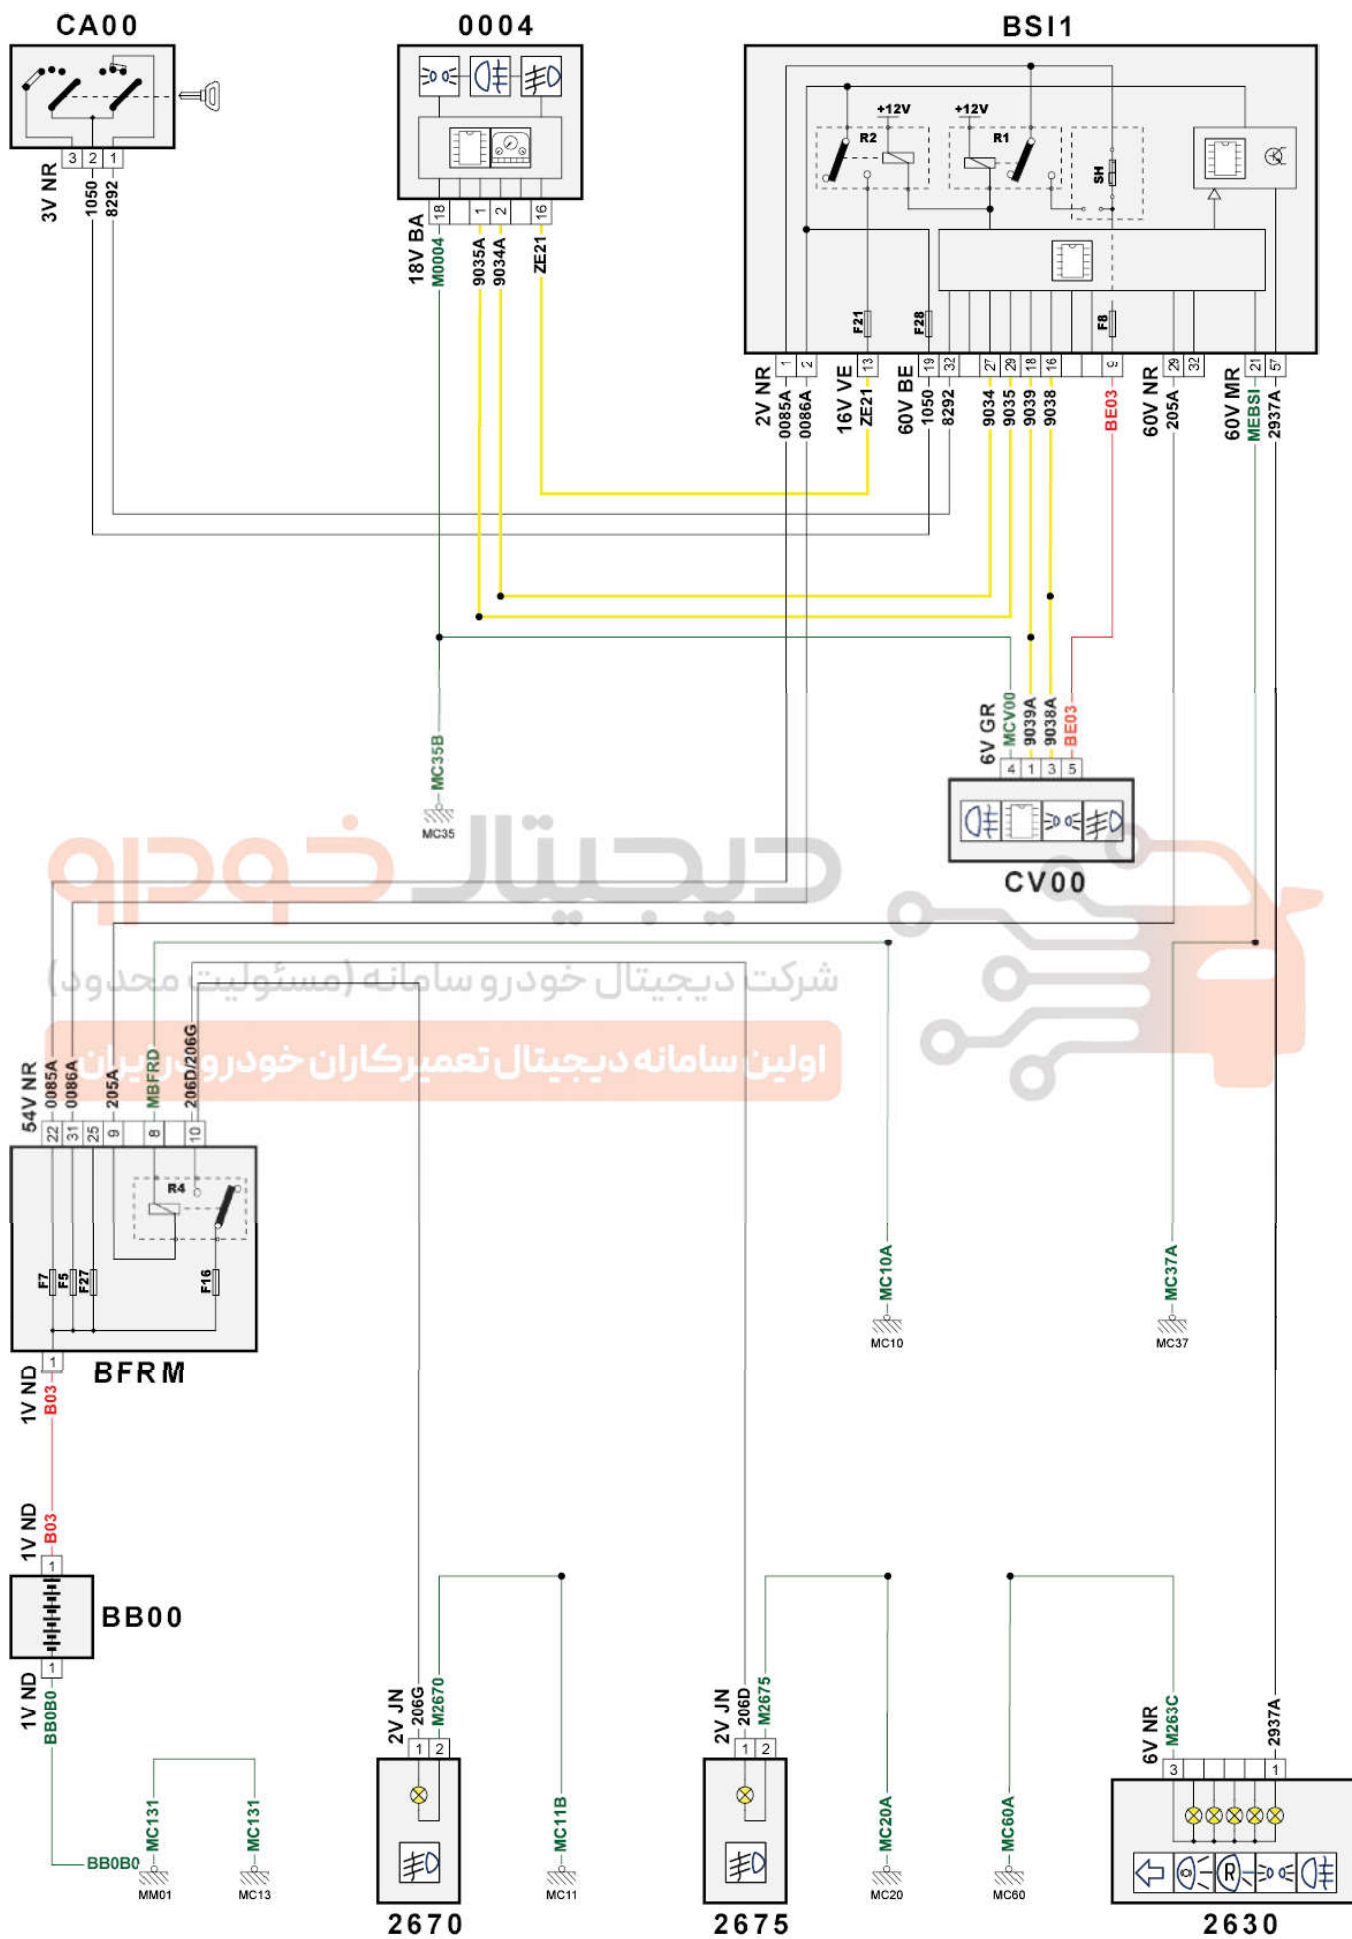 CA00
0004
BSI1
+12V
+12V
R2
R1
SH
3 2 1
3V NR
1050
8292
18 1 2 16
18V BA
M0004
9035A
9034A
ZE21
F21
F28
F8
1 2 13 19 32 27 29 18 16 9 29 32 21 57
2V NR
0085A
0086A
16V VE
ZE21
60V BE
1050
8292
9034
9035
9039
9038
BE03
60V NR
205A
60V MR
MEBSI
2937A
MC35B
MC35
6V GR
MCV00
9039A
9038A
BE03
4 1 3 5
CV00
دیجیتال خودرو
شرکت دیجیتال خودرو سامانه (مسئولیت محدود)
اولین سامانه دیجیتال تعمیرکاران خودرو در ایران
54V NR
0085A
0086A
205A
MBFRD
206D/206G
22 31 25 9 8 10
R4
F7
F5
F27
F16
1
BFRM
MC10A
MC10
MC37A
MC37
1V ND
B03
1V ND
B03
1
BB00
1
1V ND
BB0B0
BB0B0
MC131
MM01
MC131
MC13
2V JN
206G
M2670
1 2
2670
MC11B
MC11
2V JN
206D
M2675
1 2
2675
MC20A
MC20
MC60A
MC60
6V NR
M263C
2937A
3 1
R
2630